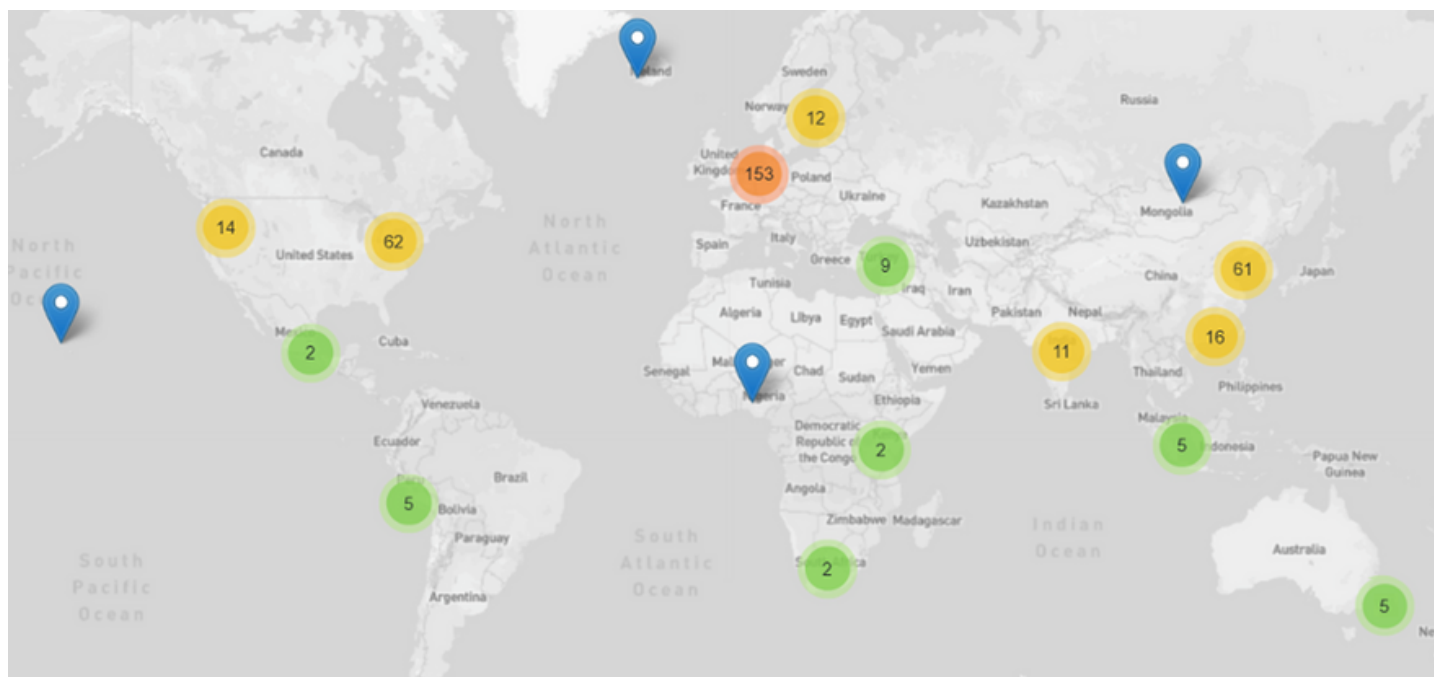 Sweden
Russia
Norway
12
Canada
United
153
Poland
Ukraine
France
Kazakhstan
Mongolia
North
Atlantic
Ocean
14
62
United States
Spain
Italy
Greece
Uzbekistan
9
61
China
Japan
North
Pacific
Tunisia
Iraq
Iran
Pakistan
Nepal
Algeria
Libya
Egypt
Saudi Arabia
16
2
Cuba
11
Senegal
Chad
Sudan
Yemen
Thailand
Philippines
Venezuela
Ethiopia
Sri Lanka
Malaysia
Ecuador
Democratic
Republic of
the Congo
2
5
Indonesia
Papua New
Guinea
Brazil
5
Bolivia
Angola
Zimbabwe
Madagascar
Indian
Ocean
Paraguay
South
Atlantic
Ocean
Australia
South
Pacific
Ocean
2
Argentina
5